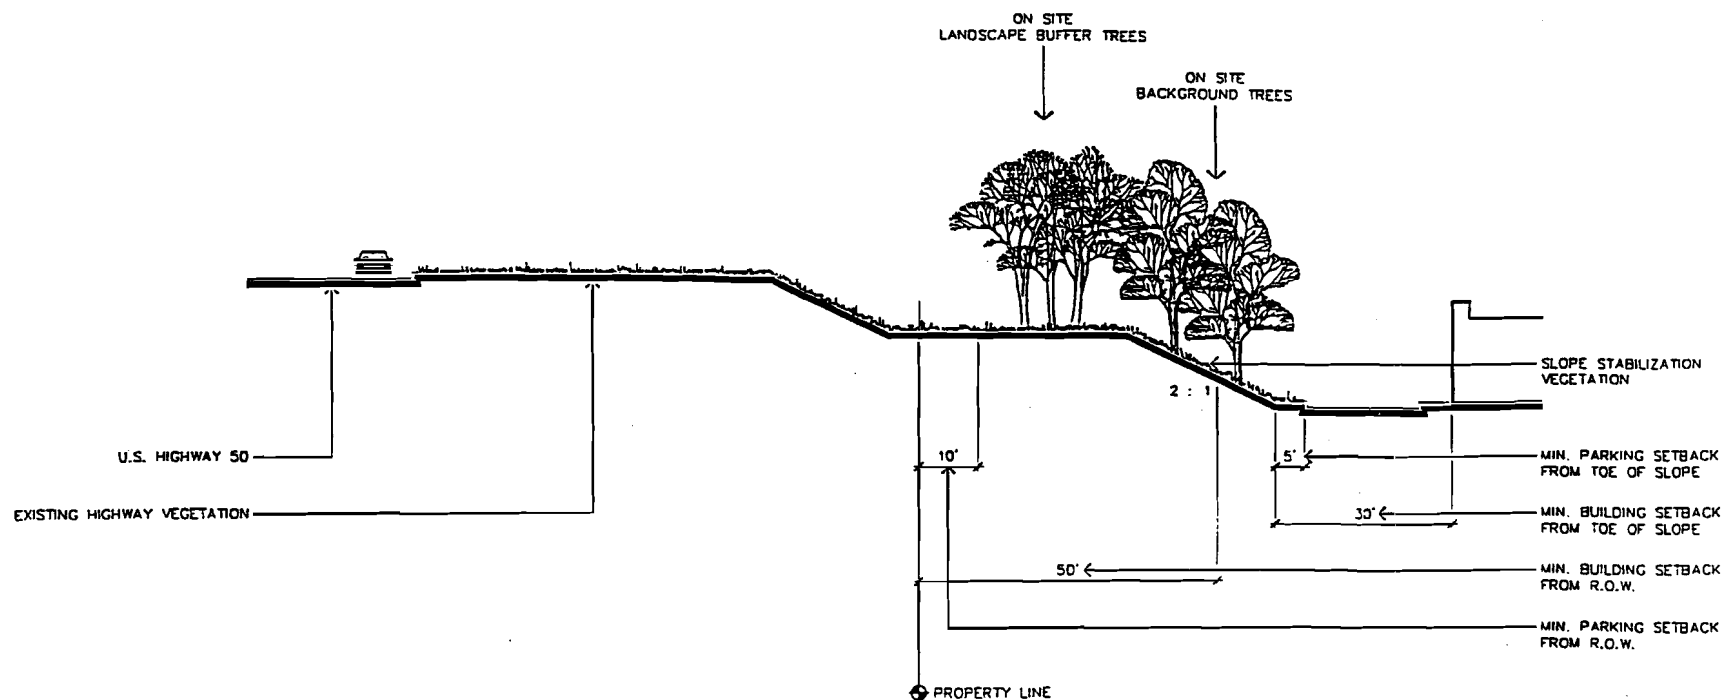 ON SITE
LANDSCAPE BUFFER TREES
ON SITE
BACKGROUND TREES
SLOPE STABILIZATION
VEGETATION
2 : 1
U.S. HIGHWAY 50
10'
5'
MIN. PARKING SETBACK
FROM TOE OF SLOPE
EXISTING HIGHWAY VEGETATION
30'
MIN. BUILDING SETBACK
FROM TOE OF SLOPE
50'
MIN. BUILDING SETBACK
FROM R.O.W.
MIN. PARKING SETBACK
FROM R.O.W.
PROPERTY LINE